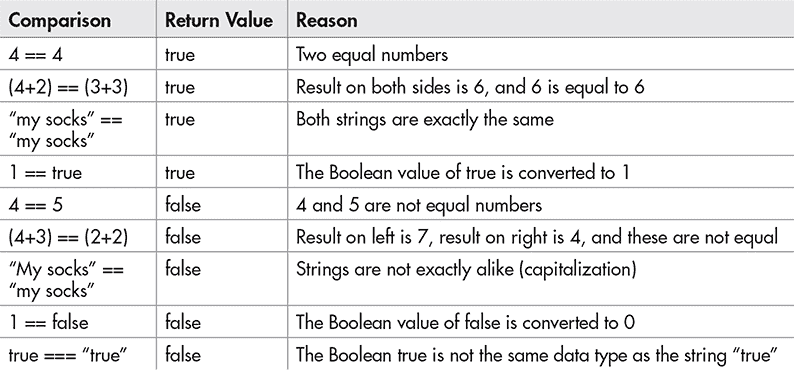 Comparison Return Value Reason
4 == 4 true Two equal numbers
(4+2) == (3+3) true Result on both sides is 6, and 6 is equal to 6
“my socks” == true Both strings are exactly the same
“my socks”
1 == true true The Boolean value of true is converted to 1
4 == 5 false 4 and 5 are not equal numbers
(4+3) == (2+2) false Result on left is 7, result on right is 4, and these are not equal
“My socks” == false Strings are not exactly alike (capitalization)
“my socks”
1 == false false The Boolean value of false is converted to 0
true === “true” false The Boolean true is not the same data type as the string “true”